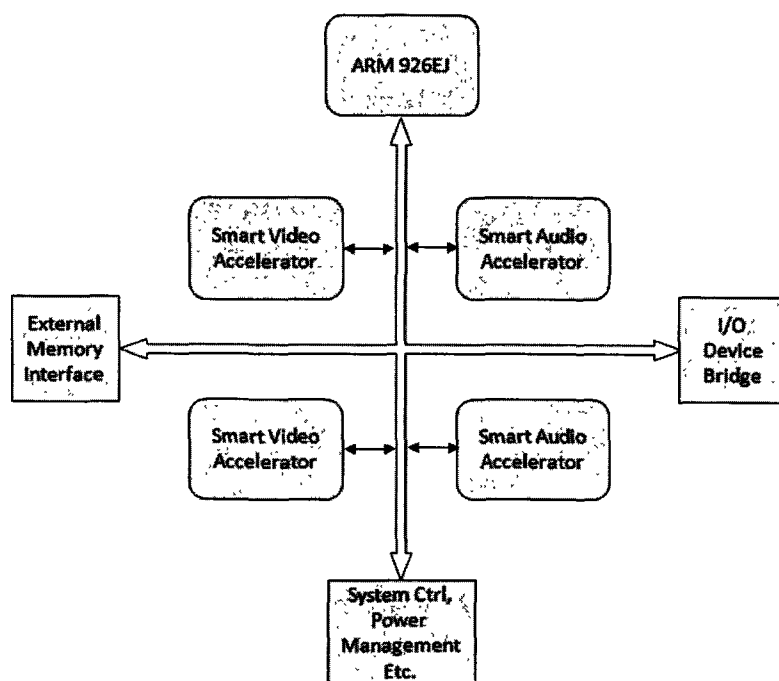 ARM 926EJ
Smart Video
Accelerator
Smart Audio
Accelerator
External
Memory
Interface
I/O
Device
Bridge
Smart Video
Accelerator
Smart Audio
Accelerator
System Ctrl,
Power
Management
Etc.